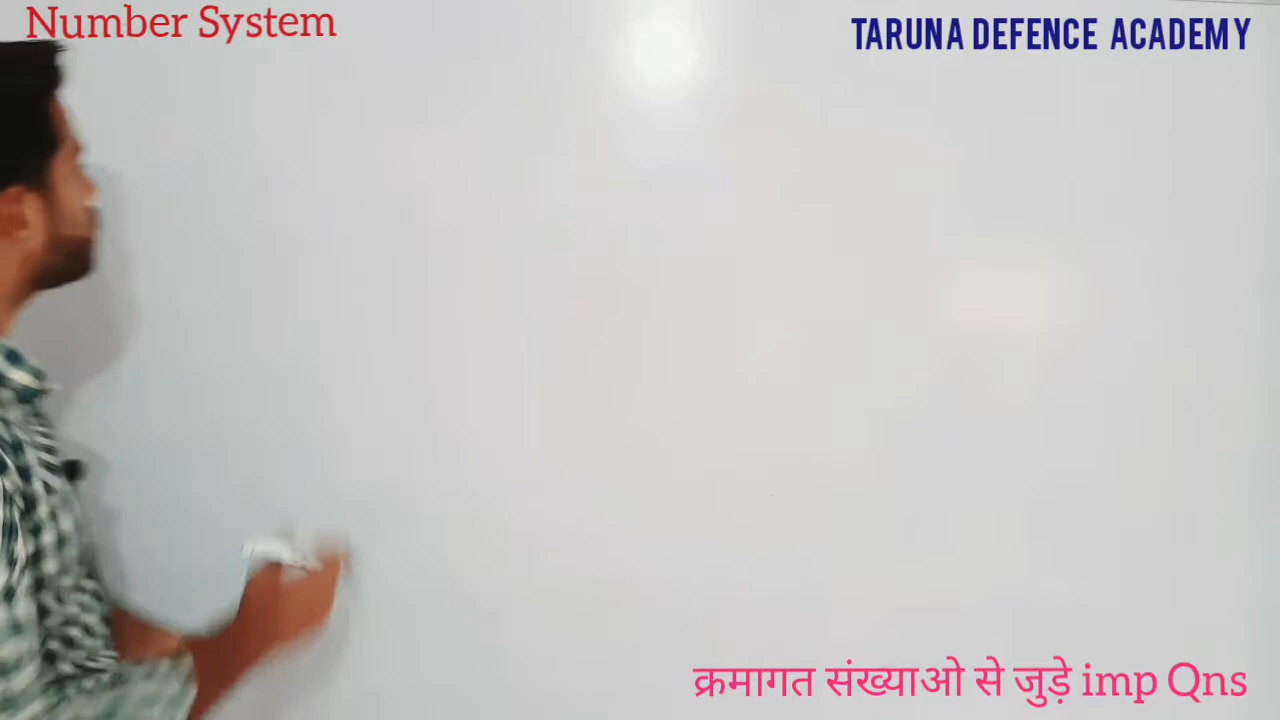 Number System
TARUNA DEFENCE ACADEMY
क्रमागत संख्याओ से जुड़े imp Qns